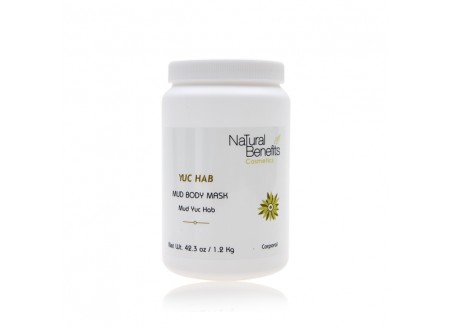 Natural
Benefits
Cosmetics
YUC HAB
MUD BODY MASK
Mud Yuc Hab
Net Wt. 42.3 oz / 1.2 Kg
Corporal